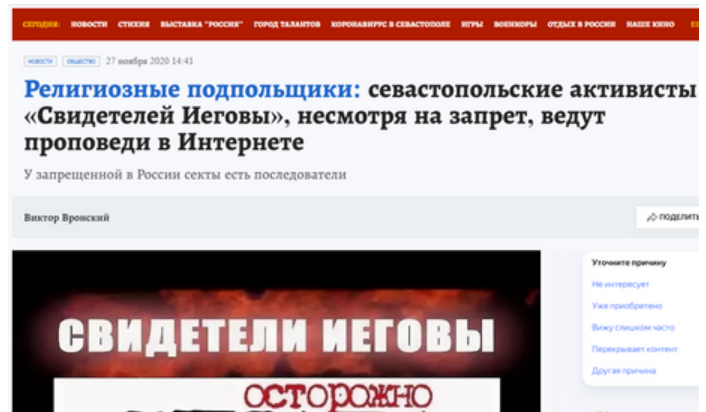 СЕГОДНЯ: НОВОСТИ СТИХИЯ ВЫСТАВКА "РОССИЯ" ГОРОД ТАЛАНТОВ КОРОНАВИРУС В СЕВАСТОПОЛЕ ИГРЫ ВОЕНКОРЫ ОТДЫХ В РОССИИ НАШЕ КИНО
НОВОСТИ ОБЩЕСТВО 27 ноября 2020 14:41
Религиозные подпольщики: севастопольские активисты
«Свидетелей Иеговы», несмотря на запрет, ведут
проповеди в Интернете
У запрещенной в России секты есть последователи
Виктор Вронский
ПОДЕЛИТЬ
Уточните причину
Не интересует
Уже приобретено
Вижу слишком часто
Перекрывает контент
Другая причина
СВИДЕТЕЛИ ИЕГОВЫ
ОСТОРОЖНО